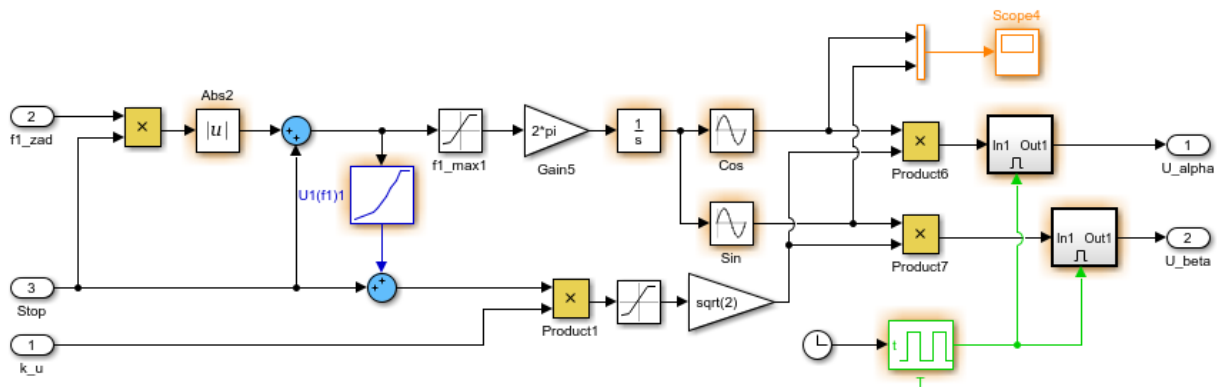 Scope4
2
f1_zad
×
Abs2
|u|
+
+
f1_max1
2*pi
Gain5
1
s
Cos
×
Product6
In1 Out1
1
U_alpha
U1(f1)1
Sin
×
Product7
In1 Out1
2
U_beta
3
Stop
+
+
×
Product1
sqrt(2)
1
k_u
t
T